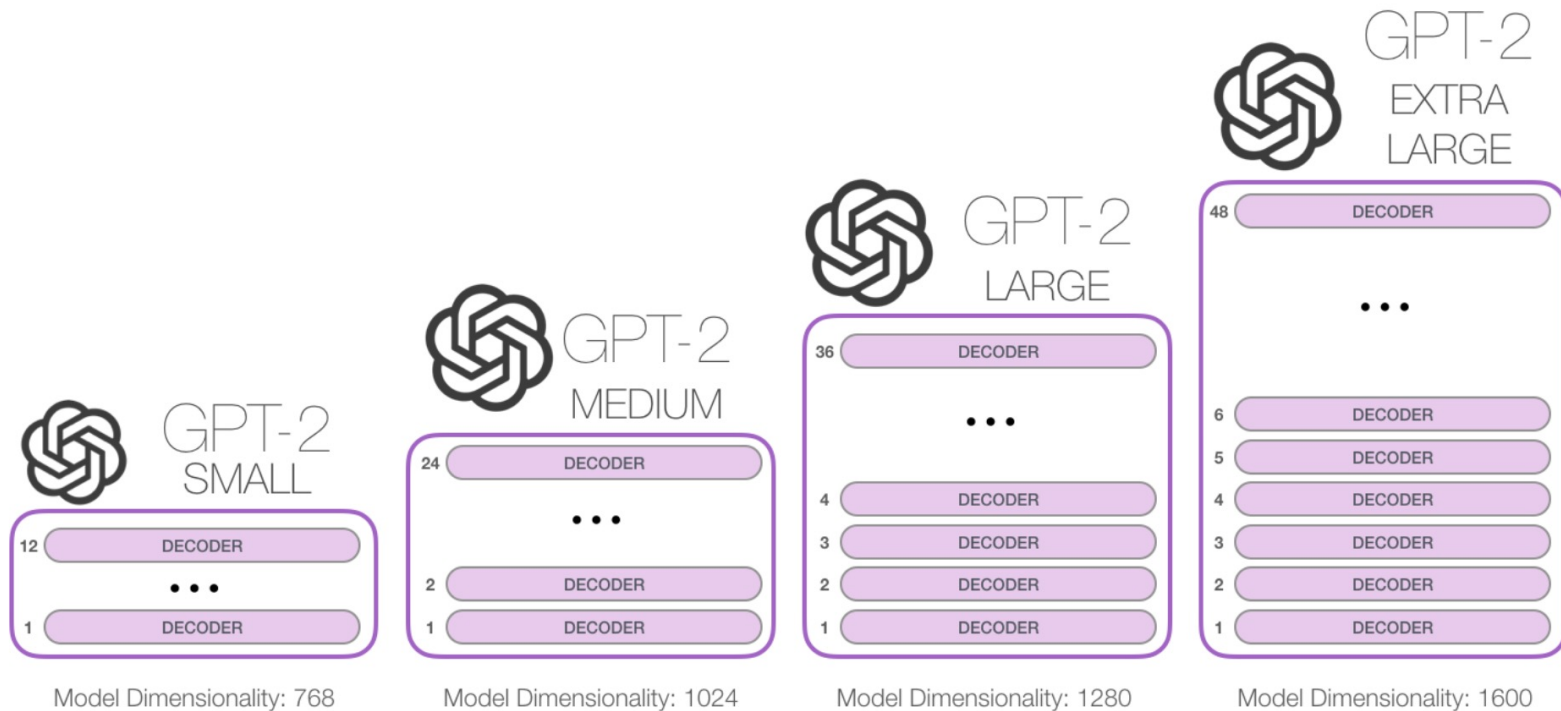 GPT-2
SMALL
12 DECODER
...
1 DECODER
Model Dimensionality: 768
GPT-2
MEDIUM
24 DECODER
...
2 DECODER
1 DECODER
Model Dimensionality: 1024
GPT-2
LARGE
36 DECODER
...
4 DECODER
3 DECODER
2 DECODER
1 DECODER
Model Dimensionality: 1280
GPT-2
EXTRA
LARGE
48 DECODER
...
6 DECODER
5 DECODER
4 DECODER
3 DECODER
2 DECODER
1 DECODER
Model Dimensionality: 1600